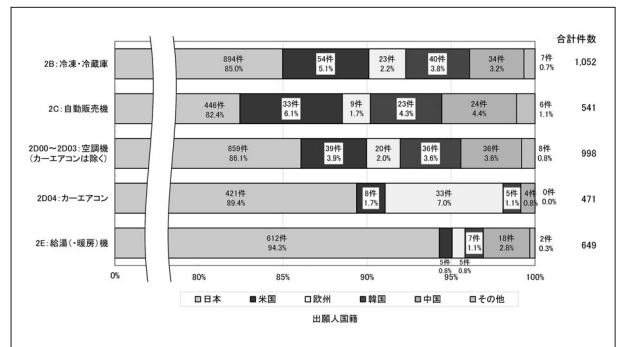 合計件数
2B:冷凍・冷蔵庫
894件
85.0%
54件
5.1%
23件
2.2%
40件
3.8%
34件
3.2%
7件
0.7%
1,052
2C:自動販売機
446件
82.4%
33件
6.1%
9件
1.7%
23件
4.3%
24件
4.4%
6件
1.1%
541
2D00～2D03:空調機
(カーエアコンは除く)
859件
86.1%
39件
3.9%
20件
2.0%
36件
3.6%
36件
3.6%
8件
0.8%
998
2D04:カーエアコン
421件
89.4%
8件
1.7%
33件
7.0%
5件
1.1%
4件
0.8%
0件
0.0%
471
2E:給湯(・暖房)機
612件
94.3%
5件
0.8%
5件
0.8%
7件
1.1%
18件
2.8%
2件
0.3%
649
0% 80% 85% 90% 95% 100%
日本 米国 欧州 韓国 中国 その他
出願人国籍